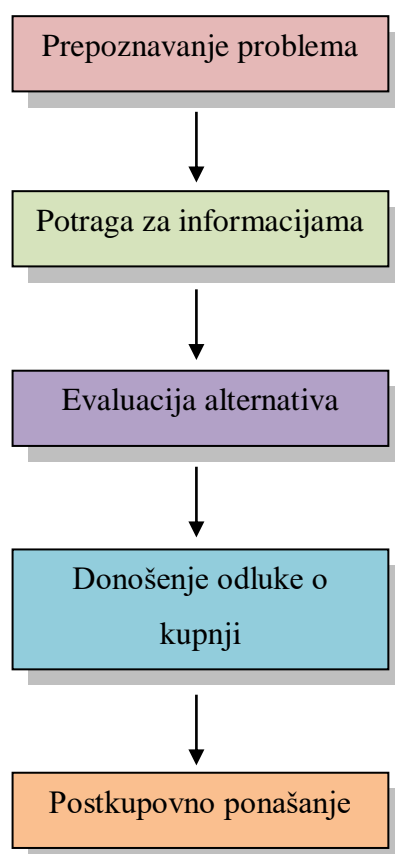 Prepoznavanje problema
Potraga za informacijama
Evaluacija alternativa
Donošenje odluke o
kupnji
Postkupovno ponašanje